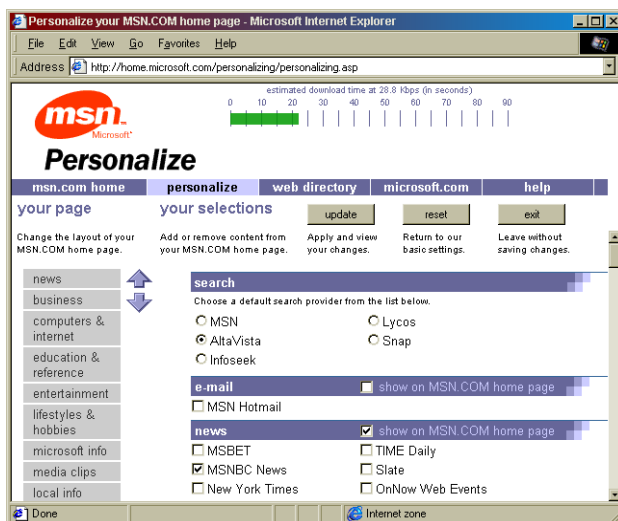 Personalize your MSN.COM home page - Microsoft Internet Explorer
File Edit View Go Favorites Help
Address http://home.microsoft.com/personalizing/personalizing.asp
estimated download time at 28.8 Kbps (in seconds)
0 10 20 30 40 50 60 70 80 90
msn.
Microsoft®
Personalize
msn.com home personalize web directory microsoft.com help
your page your selections update reset exit
Change the layout of your Add or remove content from Apply and view Return to our Leave without
MSN.COM home page. your MSN.COM home page. your changes. basic settings. saving changes.
news
business
computers &
internet
education &
reference
entertainment
lifestyles &
hobbies
microsoft info
media clips
local info
search
Choose a default search provider from the list below.
MSN Lycos
AltaVista Snap
Infoseek
e-mail show on MSN.COM home page
MSN Hotmail
news show on MSN.COM home page
MSBET TIME Daily
MSNBC News Slate
New York Times OnNow Web Events
Done Internet zone